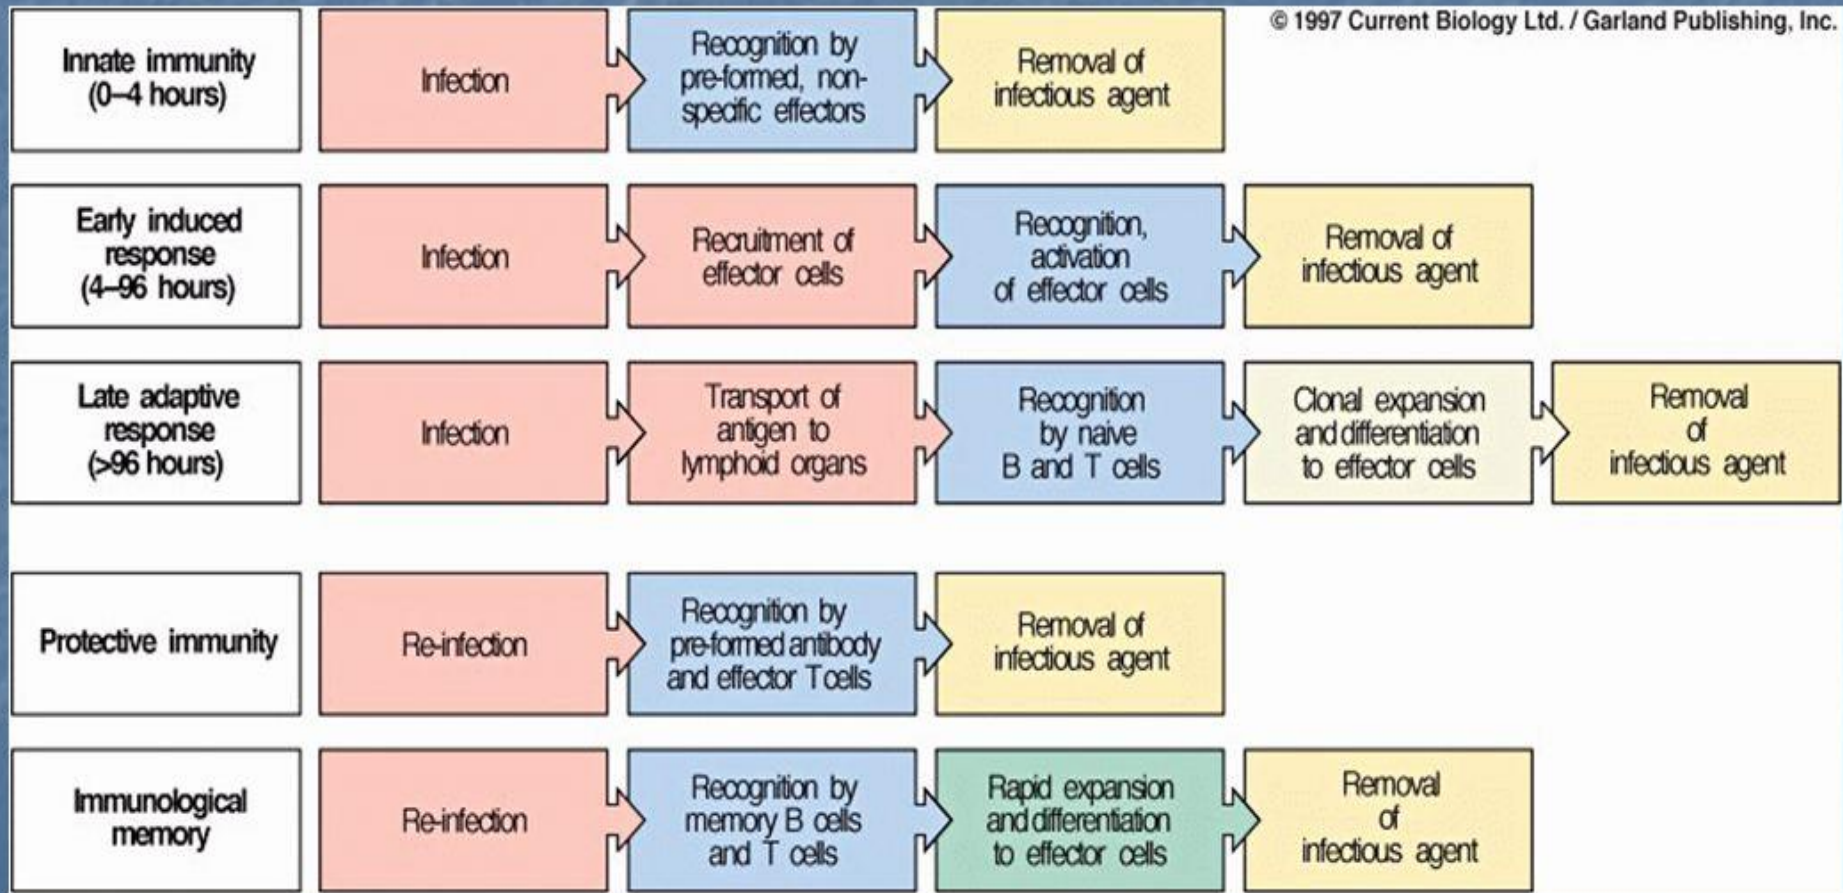 © 1997 Current Biology Ltd. / Garland Publishing, Inc.
Innate immunity
(0–4 hours)
Infection
Recognition by
pre-formed, non-
specific effectors
Removal of
infectious agent
Early induced
response
(4–96 hours)
Infection
Recruitment of
effector cells
Recognition,
activation
of effector cells
Removal of
infectious agent
Late adaptive
response
(>96 hours)
Infection
Transport of
antigen to
lymphoid organs
Recognition
by naive
B and T cells
Clonal expansion
and differentiation
to effector cells
Removal
of
infectious agent
Protective immunity
Re-infection
Recognition by
pre-formed antibody
and effector T cells
Removal of
infectious agent
Immunological
memory
Re-infection
Recognition by
memory B cells
and T cells
Rapid expansion
and differentiation
to effector cells
Removal
of
infectious agent